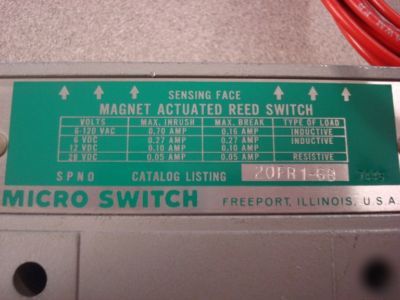 SENSING FACE
MAGNET ACTUATED REED SWITCH
VOLTS MAX. INRUSH MAX. BREAK TYPE OF LOAD
6-120 VAC 0.70 AMP 0.16 AMP INDUCTIVE
6 VDC 0.27 AMP 0.27 AMP INDUCTIVE
12 VDC 0.10 AMP 0.10 AMP
28 VDC 0.05 AMP 0.05 AMP RESISTIVE
SPNO CATALOG LISTING 20FR1-6B
MICRO SWITCH FREEPORT, ILLINOIS, U.S.A.